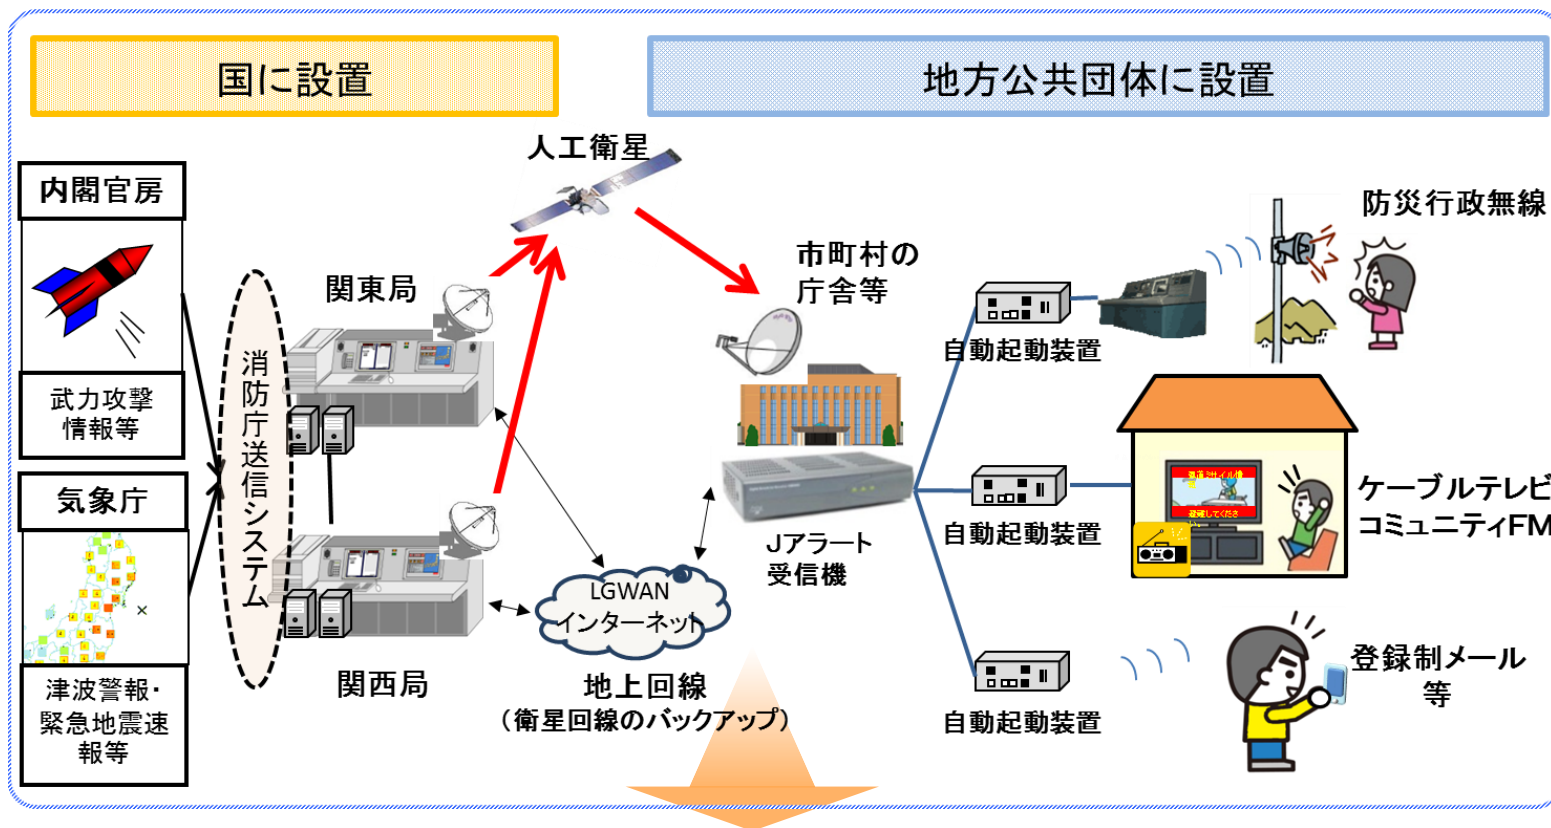 国に設置
地方公共団体に設置
人工衛星
内閣官房
武力攻撃
情報等
気象庁
津波警報・
緊急地震速
報等
消防庁送信システム
関東局
関西局
LGWAN
インターネット
地上回線
(衛星回線のバックアップ)
市町村の
庁舎等
Jアラート
受信機
自動起動装置
自動起動装置
自動起動装置
防災行政無線
ケーブルテレビ
コミュニティFM
登録制メール
等